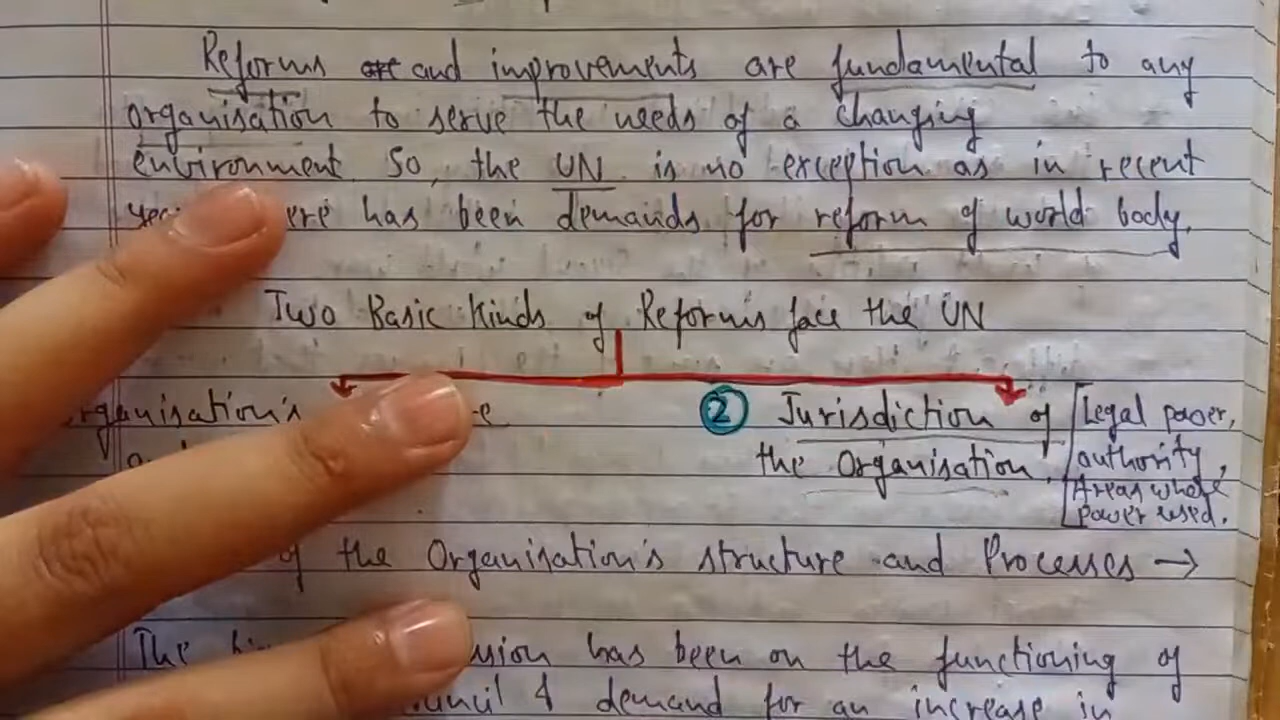 Reforms and improvements are fundamental to any
organisation to serve the needs of a changing
environment. So, the UN is no exception as in recent
ere has been demands for reform of world body.
Two Basic Kinds of Reforms face the UN
rganisation's
② Jurisdiction of
the Organisation.
[Legal power,
authority,
Areas where
power used.
of the Organisation's structure and Processes →
The has been on the functioning of
& demand for an increase in